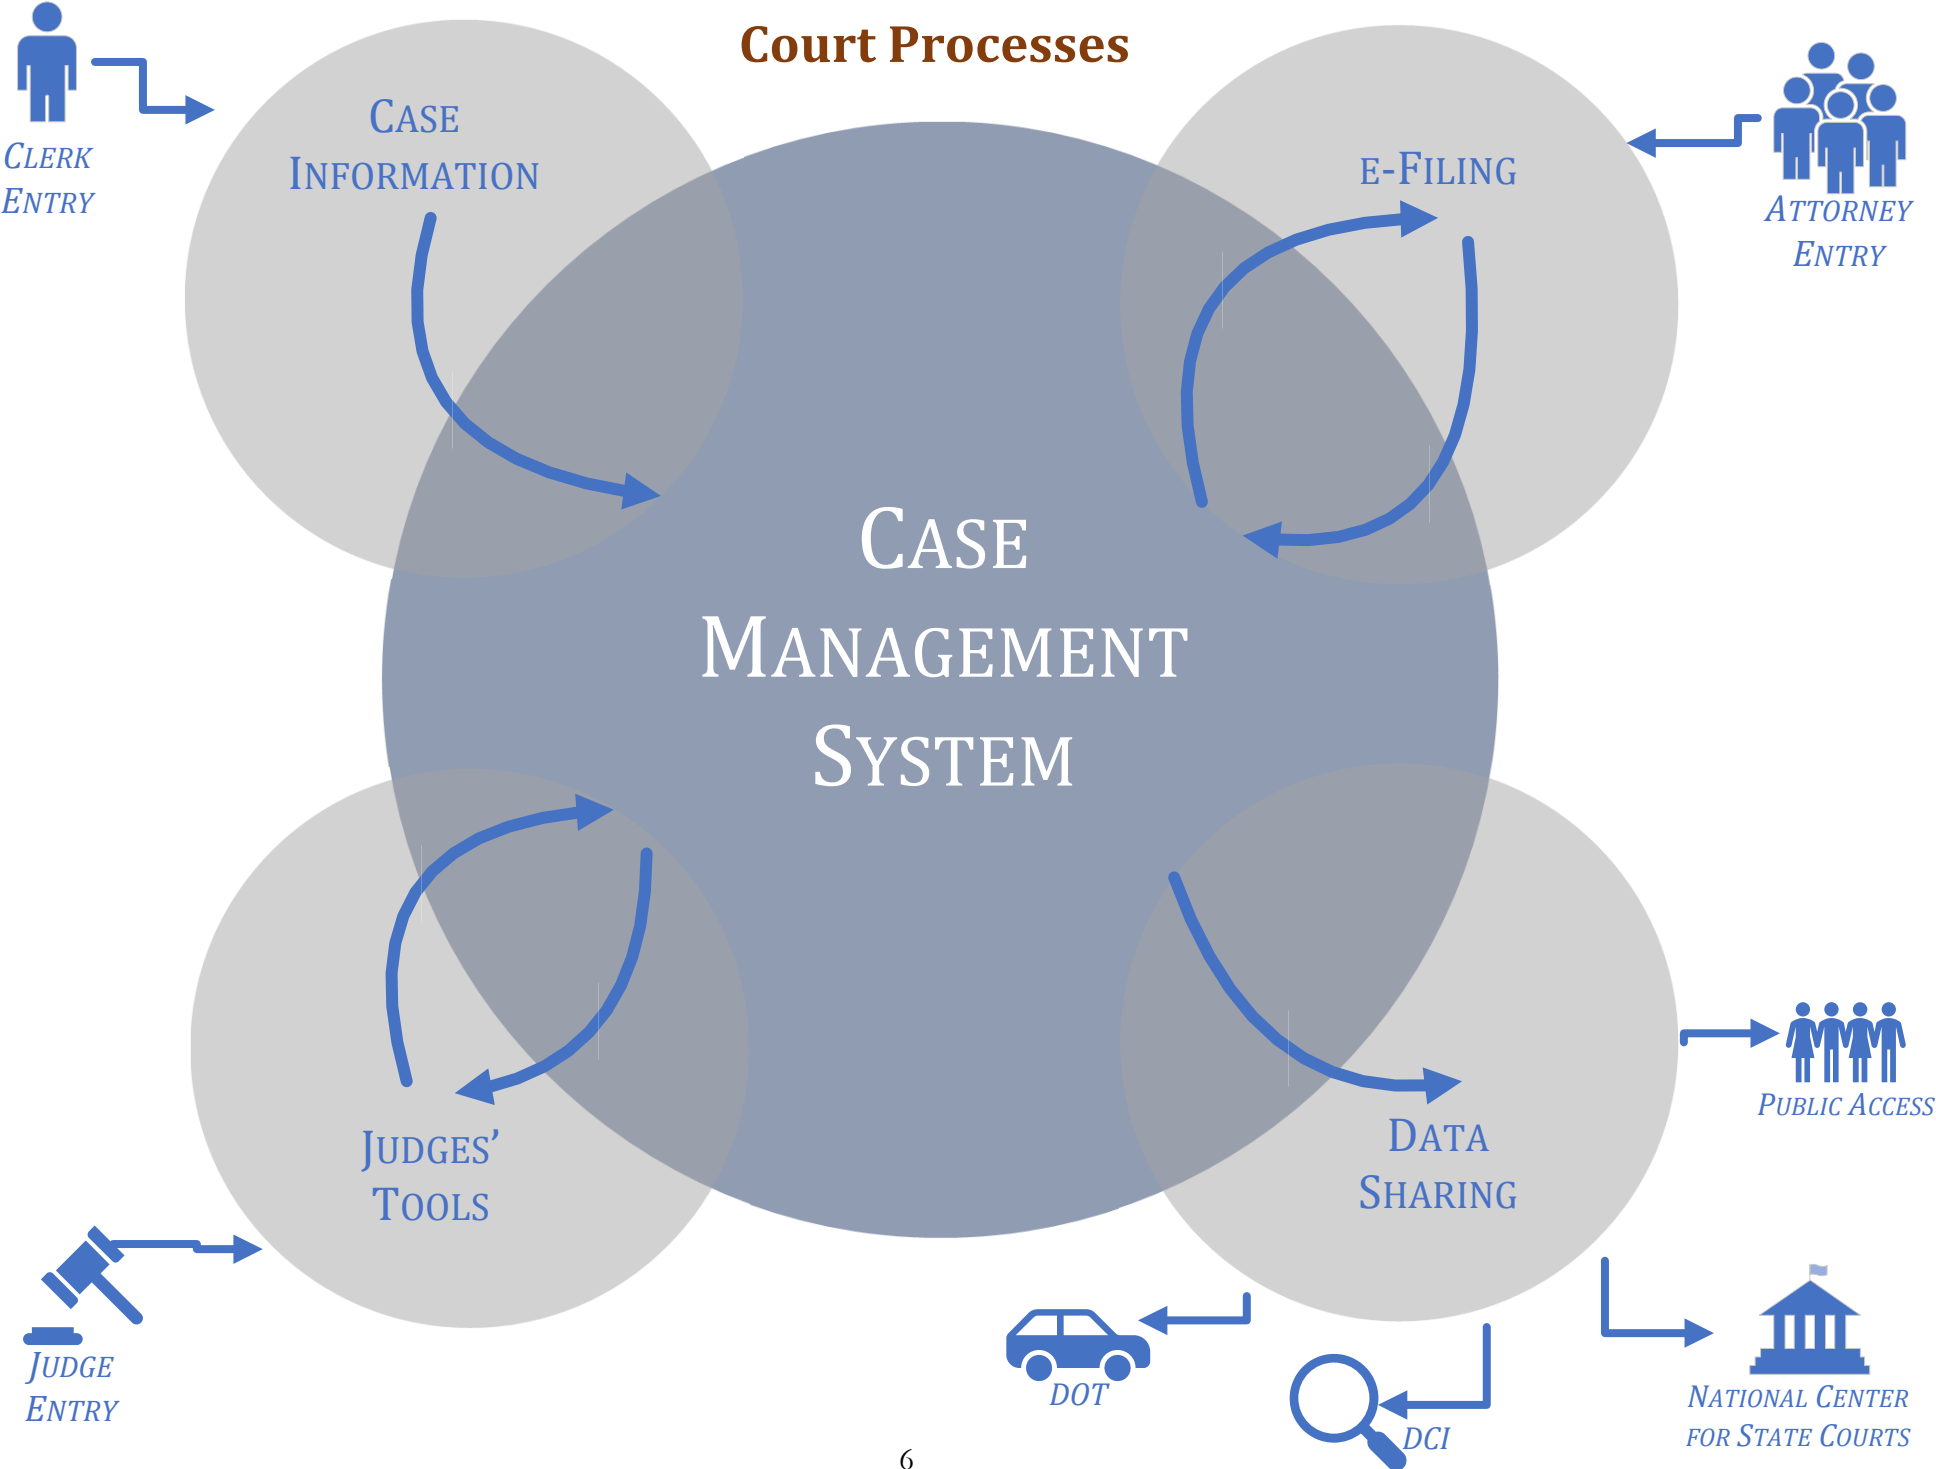 Court Processes
CLERK
ENTRY
CASE
INFORMATION
E-FILING
ATTORNEY
ENTRY
CASE
MANAGEMENT
SYSTEM
JUDGES’
TOOLS
DATA
SHARING
PUBLIC ACCESS
JUDGE
ENTRY
DOT
DCI
NATIONAL CENTER
FOR STATE COURTS
6